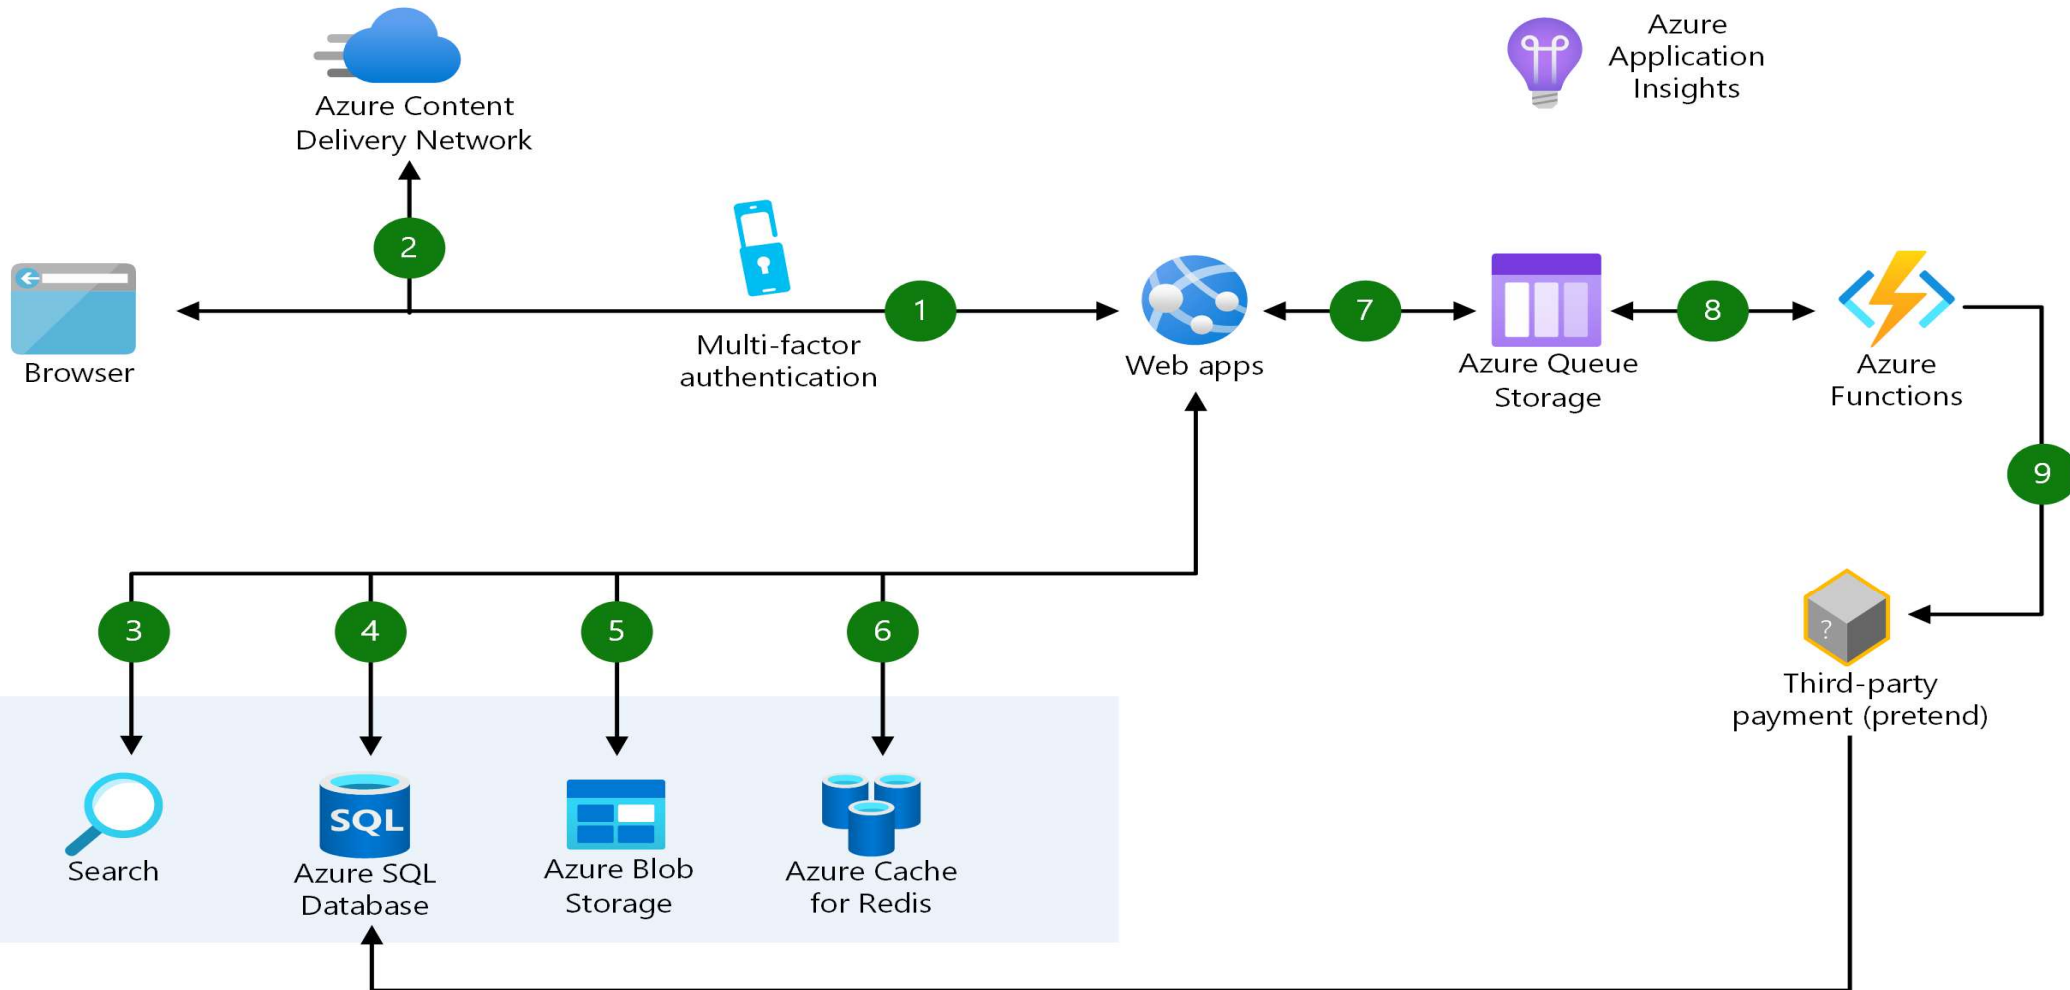 Azure Content
Delivery Network
Azure
Application
Insights
2
Browser
Multi-factor
authentication
1
Web apps
7
Azure Queue
Storage
8
Azure
Functions
9
3
4
5
6
Third-party
payment (pretend)
?
Search
SQL
Azure SQL
Database
Azure Blob
Storage
Azure Cache
for Redis